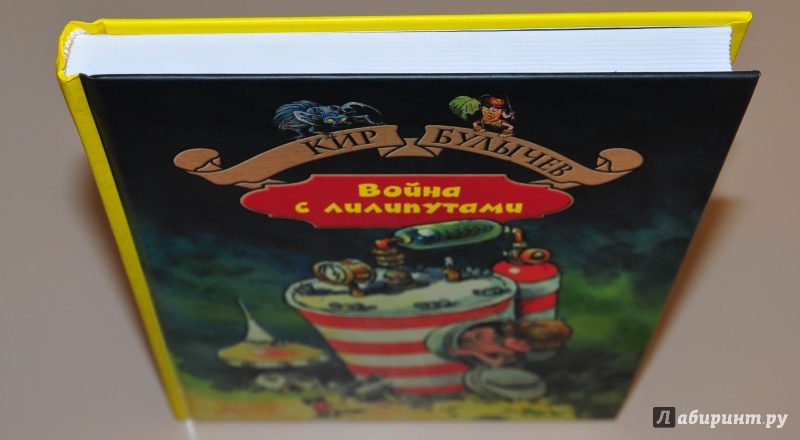 КИР БУЛЫЧЕВ
Война
с лилипутами
Лабиринт.ру